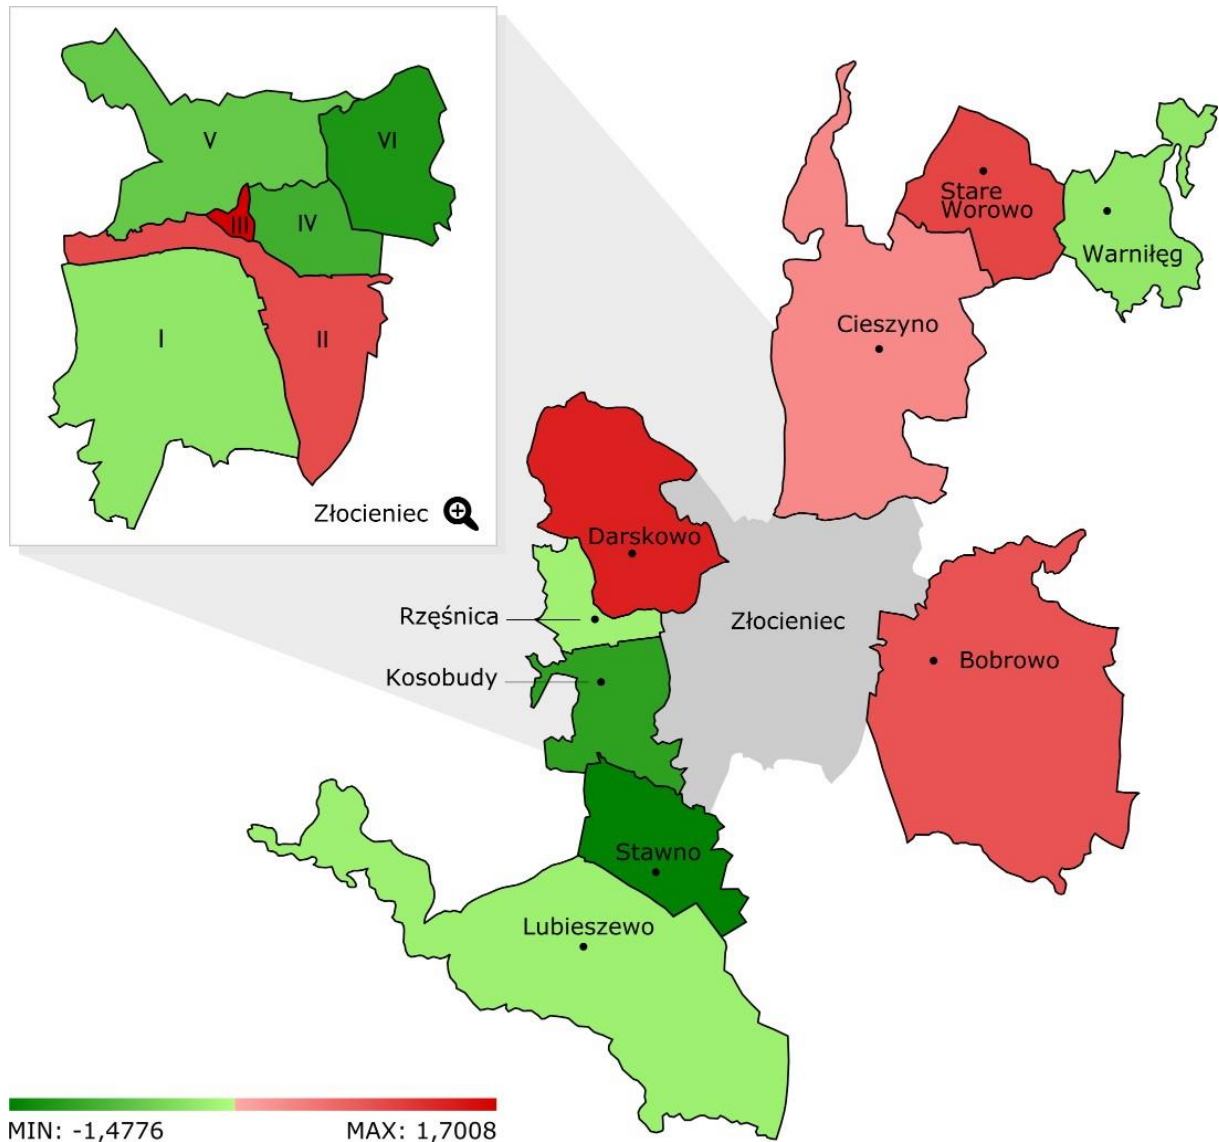 V
VI
III
IV
I
II
Złocieniec
Stare
Worowo
Warniłęg
Cieszyno
Darskowo
Rzęśnica
Złocieniec
Kosobudy
Bobrowo
Stawno
Lubieszewo
MIN: -1,4776
MAX: 1,7008